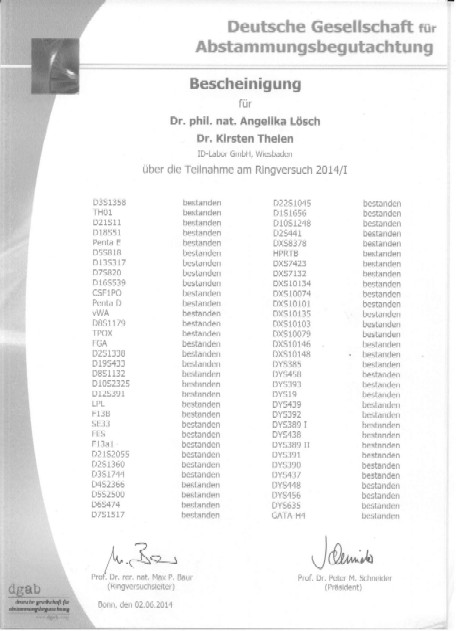 Deutsche Gesellschaft für
Abstammungsbegutachtung
Bescheinigung
für
Dr. phil. nat. Angelika Lösch
Dr. Kirsten Thelen
ID-Labor GmbH, Wiesbaden
über die Teilnahme am Ringversuch 2014/I
D3S1358 bestanden D22S1045 bestanden
TH01 bestanden D1S1656 bestanden
D21S11 bestanden D10S1248 bestanden
D18S51 bestanden D2S441 bestanden
Penta E bestanden DXS8378 bestanden
D5S818 bestanden HPRTB bestanden
D13S317 bestanden DXS7423 bestanden
D7S820 bestanden DXS7132 bestanden
D16S539 bestanden DXS10134 bestanden
CSF1PO bestanden DXS10074 bestanden
Penta D bestanden DXS10101 bestanden
vWA bestanden DXS10135 bestanden
D8S1179 bestanden DXS10103 bestanden
TPOX bestanden DXS10079 bestanden
FGA bestanden DXS10146 bestanden
D2S1338 bestanden DXS10148 bestanden
D19S433 bestanden DYS385 bestanden
D8S1132 bestanden DYS458 bestanden
D10S2325 bestanden DYS393 bestanden
D12S391 bestanden DYS19 bestanden
LPL bestanden DYS439 bestanden
F13B bestanden DYS392 bestanden
SE33 bestanden DYS389 I bestanden
FES bestanden DYS438 bestanden
F13a1 bestanden DYS389 II bestanden
D21S2055 bestanden DYS391 bestanden
D2S1360 bestanden DYS390 bestanden
D3S1744 bestanden DYS437 bestanden
D4S2366 bestanden DYS448 bestanden
D5S2500 bestanden DYS456 bestanden
D6S474 bestanden DYS635 bestanden
D7S1517 bestanden GATA H4 bestanden
Prof. Dr. rer. nat. Max P. Baur Prof. Dr. Peter M. Schneider
(Ringversuchsleiter) (Präsident)
dgab
deutsche gesellschaft für
abstammungsbegutachtung
Bonn, den 02.06.2014